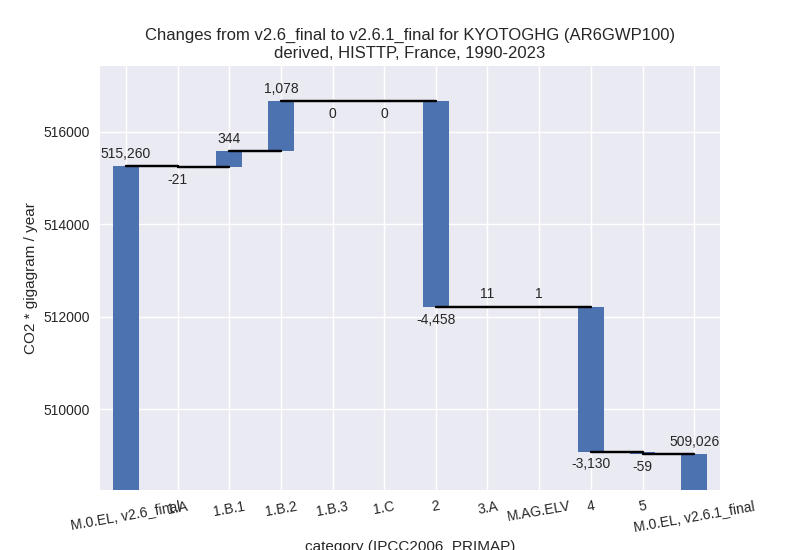 Changes from v2.6_final to v2.6.1_final for KYOTOGHG (AR6GWP100)
derived, HISTTP, France, 1990-2023
CO2 * gigagram / year
516000
514000
512000
510000
515,260
-21
344
1,078
0
0
-4,458
11
1
-3,130
-59
509,026
M.0.EL, v2.6_final
1.A
1.B.1
1.B.2
1.B.3
1.C
2
3.A
M.AG.ELV
4
5
M.0.EL, v2.6.1_final
category (IPCC2006_PRIMAP)